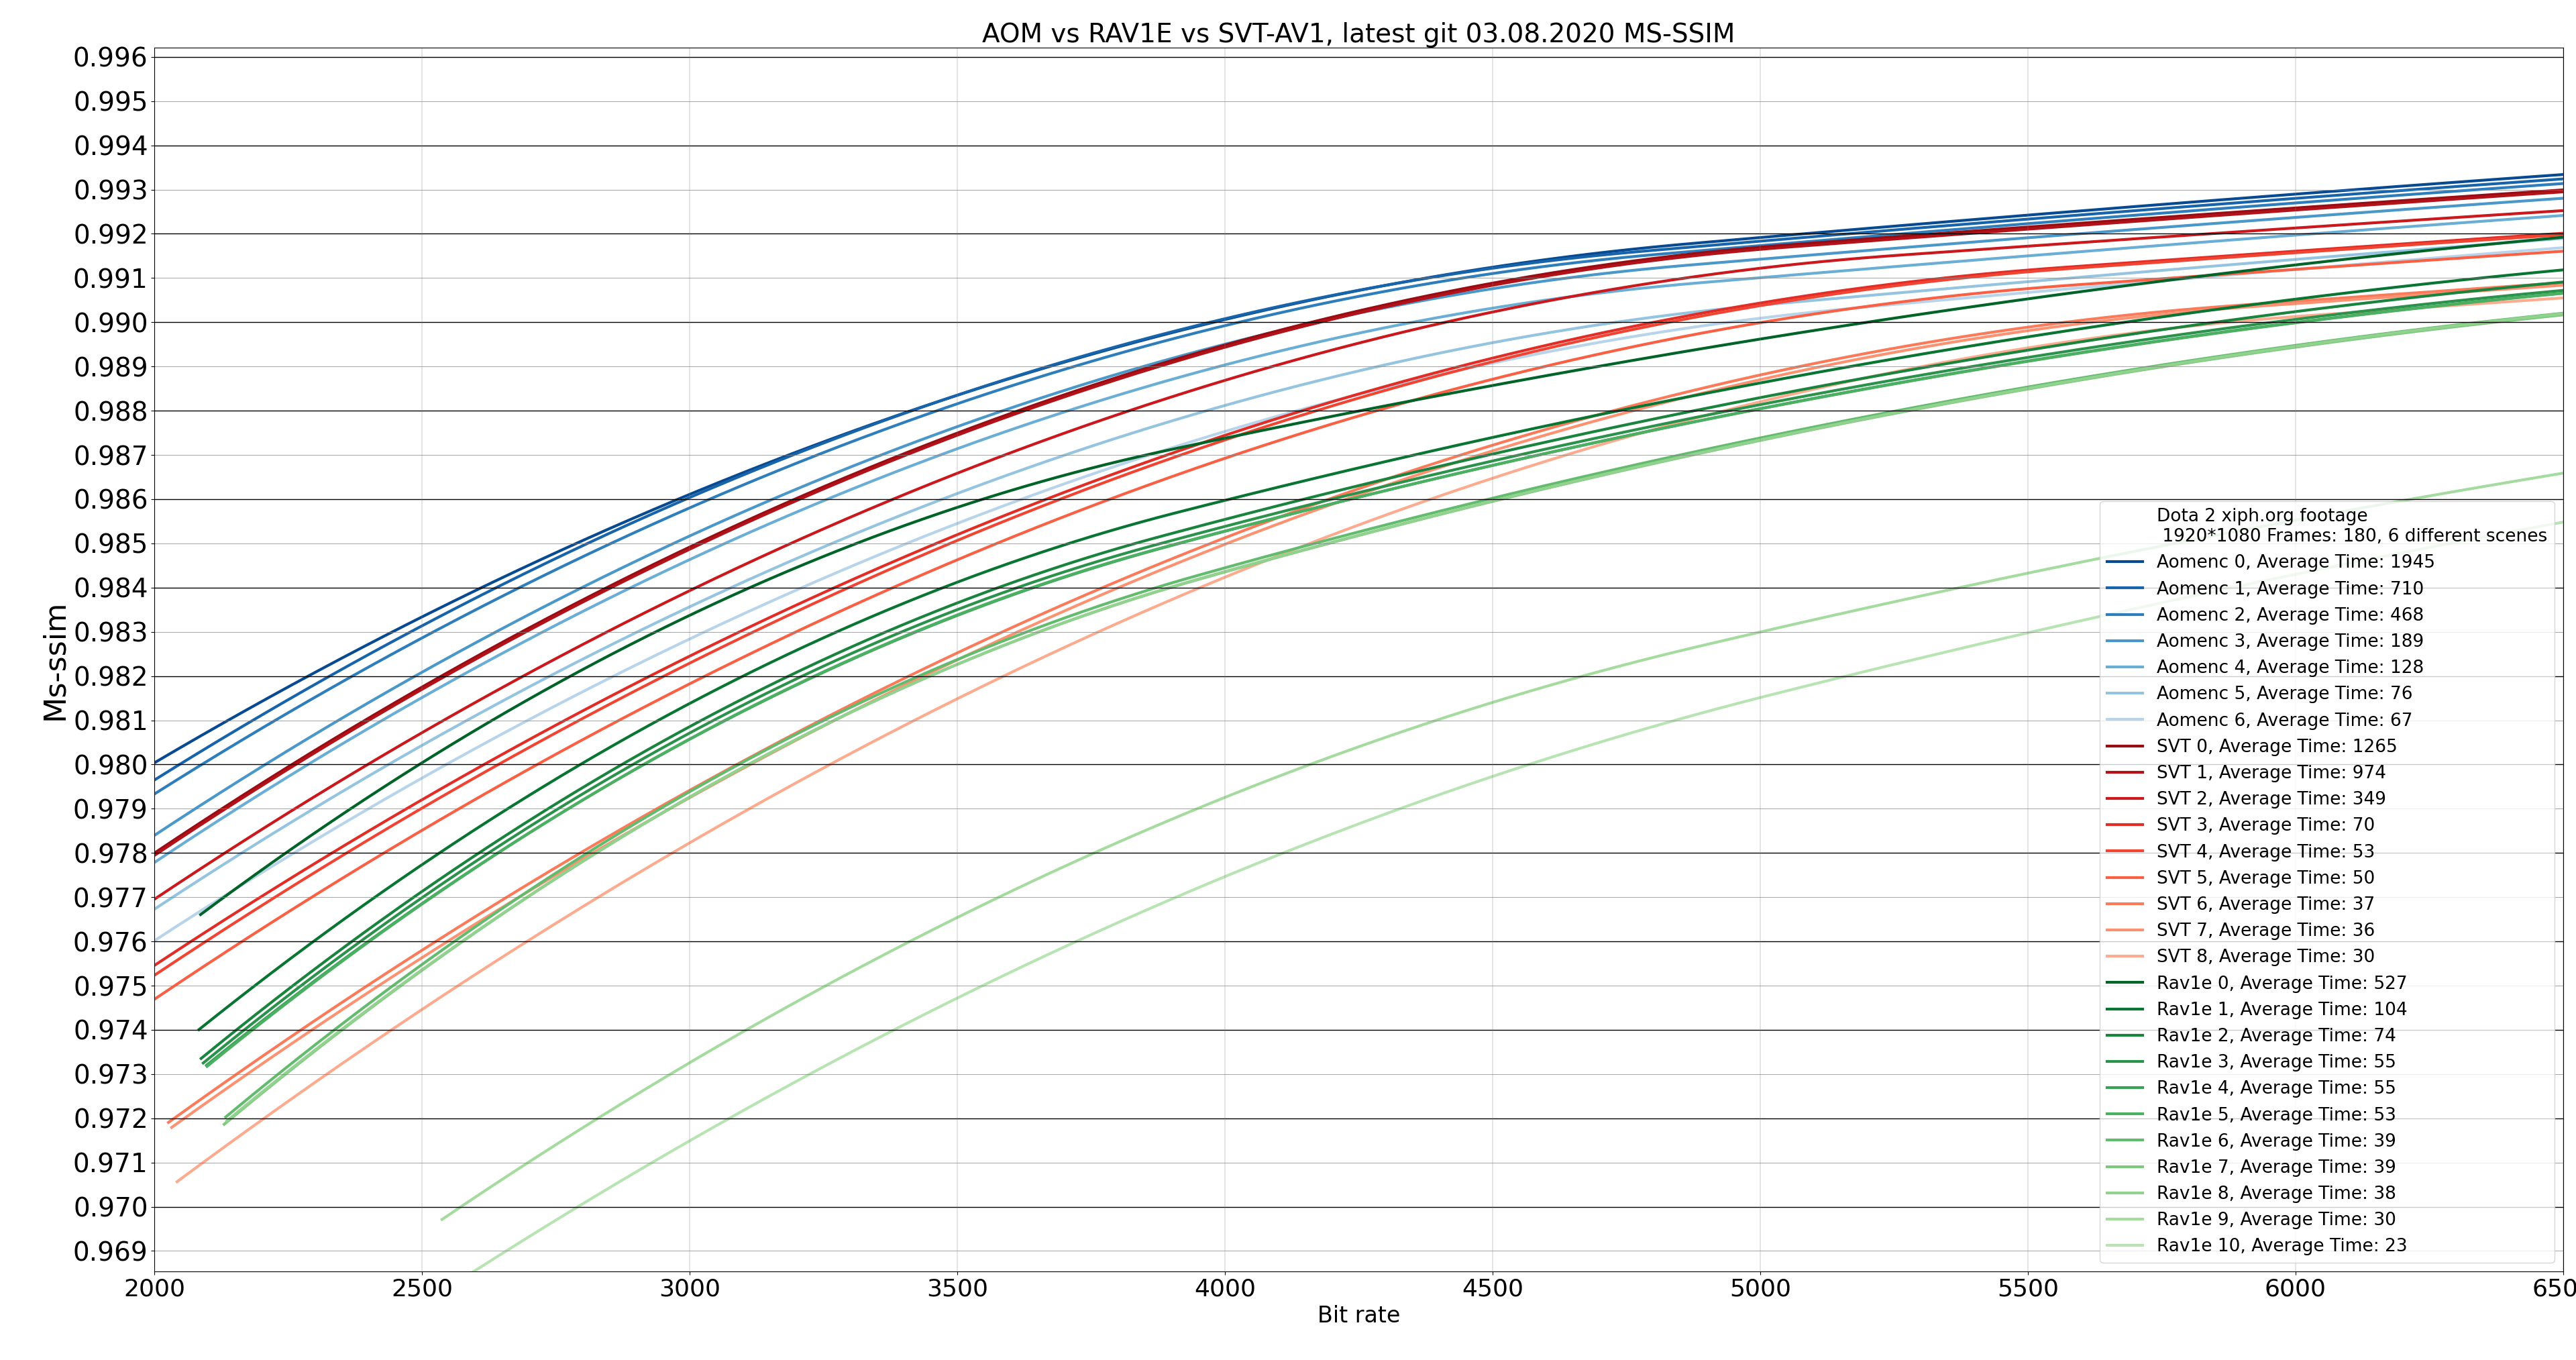 AOM vs RAV1E vs SVT-AV1, latest git 03.08.2020 MS-SSIM
0.996
0.995
0.994
0.993
0.992
0.991
0.990
0.989
0.988
0.987
0.986
0.985
0.984
0.983
0.982
0.981
0.980
0.979
0.978
0.977
0.976
0.975
0.974
0.973
0.972
0.971
0.970
0.969
Ms-ssim
Dota 2 xiph.org footage
1920*1080 Frames: 180, 6 different scenes
Aomenc 0, Average Time: 1945
Aomenc 1, Average Time: 710
Aomenc 2, Average Time: 468
Aomenc 3, Average Time: 189
Aomenc 4, Average Time: 128
Aomenc 5, Average Time: 76
Aomenc 6, Average Time: 67
SVT 0, Average Time: 1265
SVT 1, Average Time: 974
SVT 2, Average Time: 349
SVT 3, Average Time: 70
SVT 4, Average Time: 53
SVT 5, Average Time: 50
SVT 6, Average Time: 37
SVT 7, Average Time: 36
SVT 8, Average Time: 30
Rav1e 0, Average Time: 527
Rav1e 1, Average Time: 104
Rav1e 2, Average Time: 74
Rav1e 3, Average Time: 55
Rav1e 4, Average Time: 55
Rav1e 5, Average Time: 53
Rav1e 6, Average Time: 39
Rav1e 7, Average Time: 39
Rav1e 8, Average Time: 38
Rav1e 9, Average Time: 30
Rav1e 10, Average Time: 23
2000 2500 3000 3500 4000 4500 5000 5500 6000 650
Bit rate